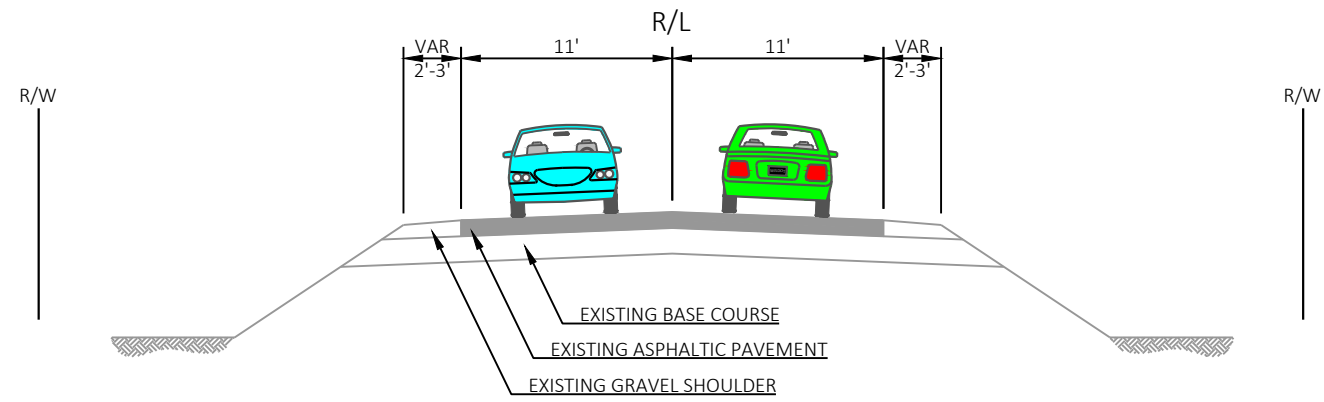 R/L
VAR
11'
11'
VAR
2'-3'
2'-3'
R/W
R/W
EXISTING BASE COURSE
EXISTING ASPHALTIC PAVEMENT
EXISTING GRAVEL SHOULDER